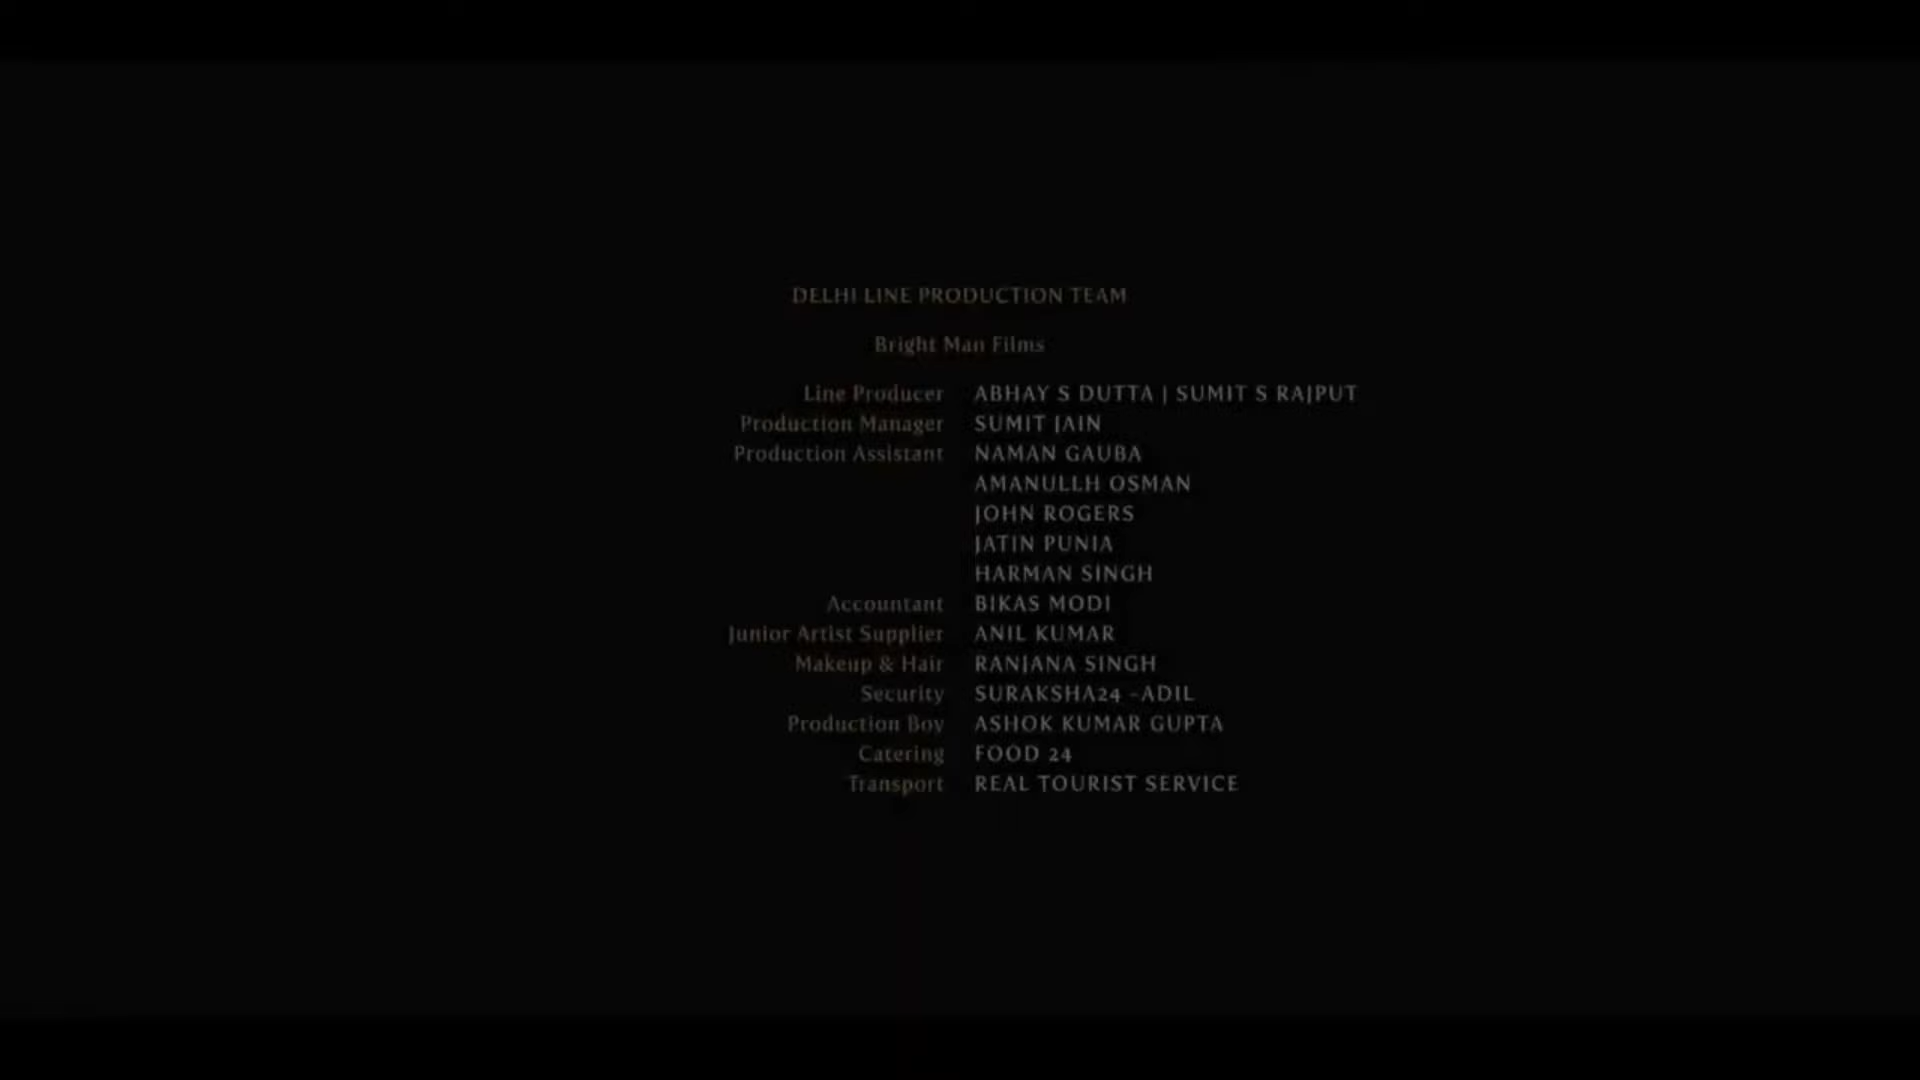 DELHI LINE PRODUCTION TEAM
Bright Man Films
Line Producer ABHAY S DUTTA | SUMIT S RAJPUT
Production Manager SUMIT JAIN
Production Assistant NAMAN GAUBA
AMANULLH OSMAN
JOHN ROGERS
JATIN PUNIA
HARMAN SINGH
Accountant BIKAS MODI
Junior Artist Supplier ANIL KUMAR
Makeup & Hair RANJANA SINGH
Security SURAKSHA24 -ADIL
Production Boy ASHOK KUMAR GUPTA
Catering FOOD 24
Transport REAL TOURIST SERVICE